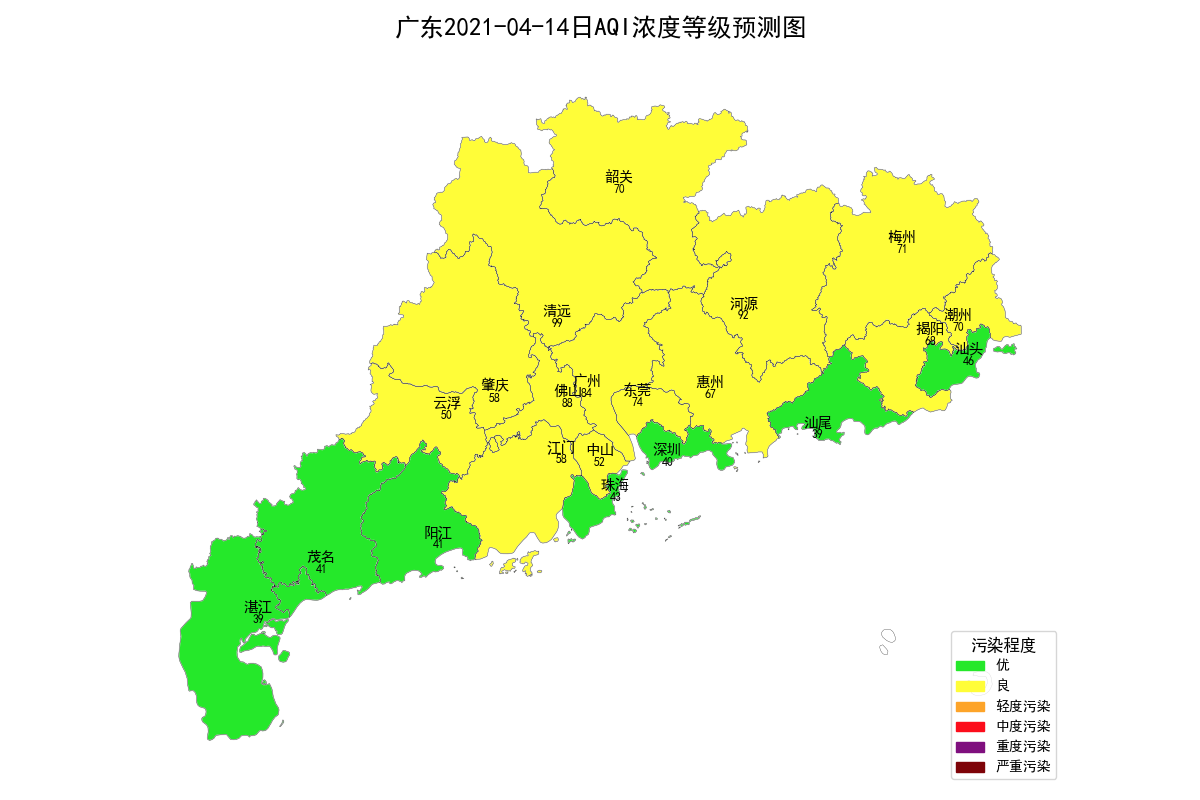 广东2021-04-14日AQI浓度等级预测图
韶关
70
梅州
71
河源
92
清远
99
潮州
70
揭阳
68
汕头
46
广州
84
肇庆
58
佛山
88
东莞
74
惠州
67
云浮
50
汕尾
39
江门
53
中山
52
深圳
40
珠海
43
阳江
41
茂名
41
湛江
39
污染程度
优
良
轻度污染
中度污染
重度污染
严重污染